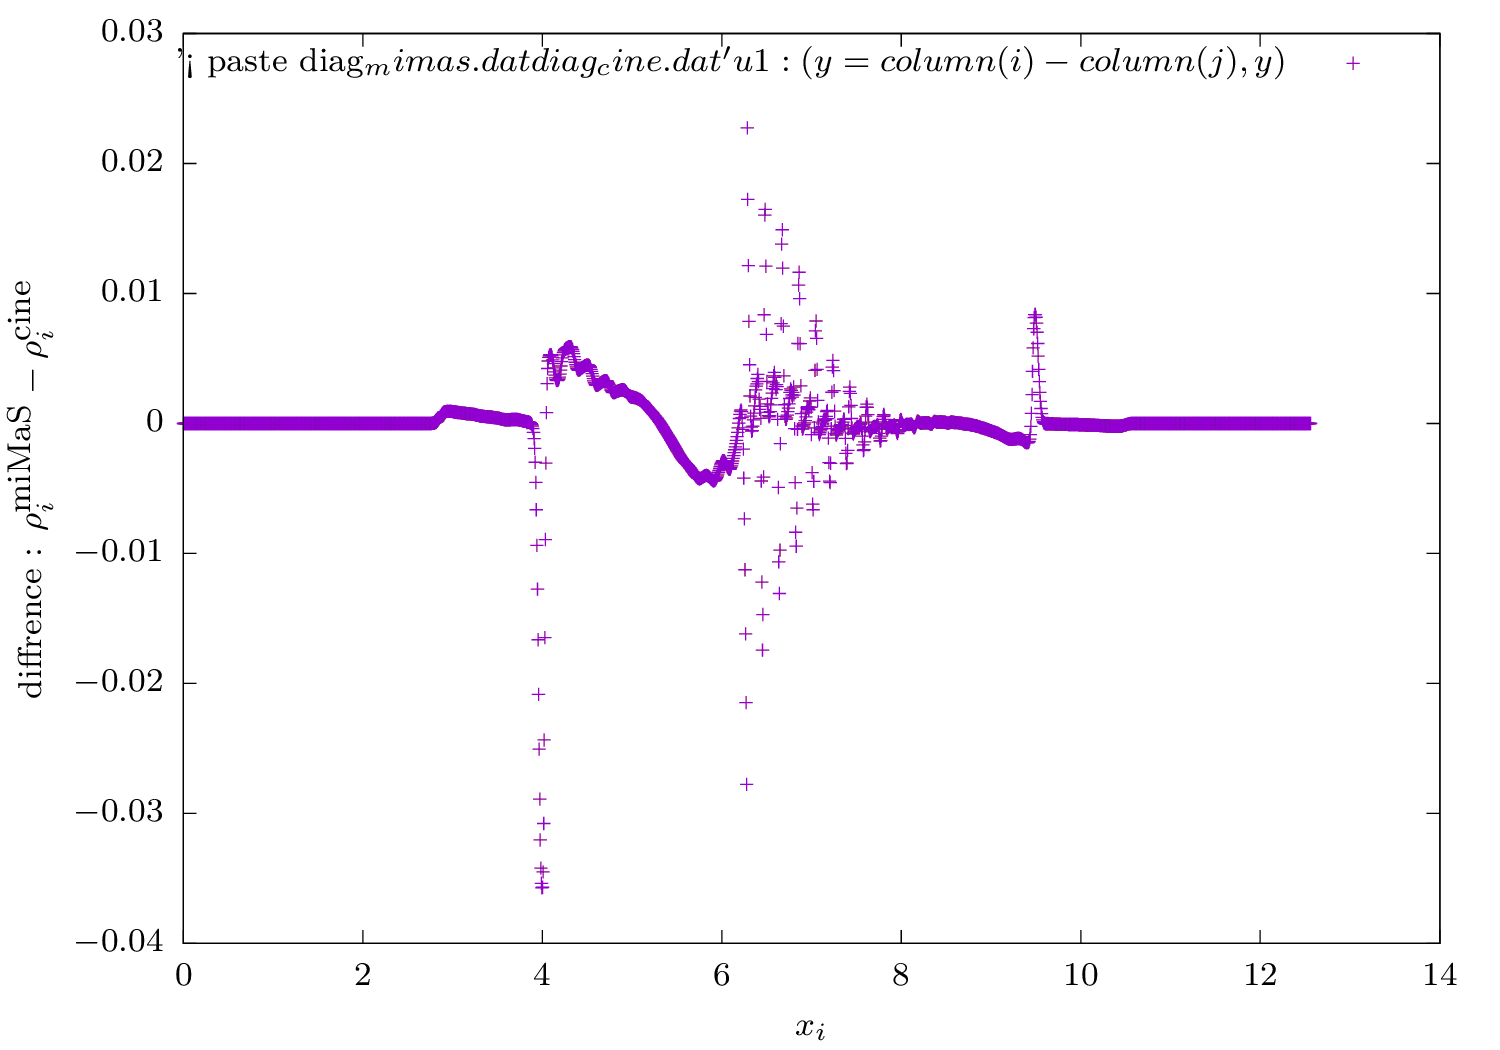 0.03
'¿ paste diag_mimas.datdiag_cine.dat'u1 : (y = column(i) − column(j), y)
0.02
0.01
0
−0.01
−0.02
−0.03
−0.04
0 2 4 6 8 10 12 14
x_i
diffrence : ρ_i^miMaS − ρ_i^cine